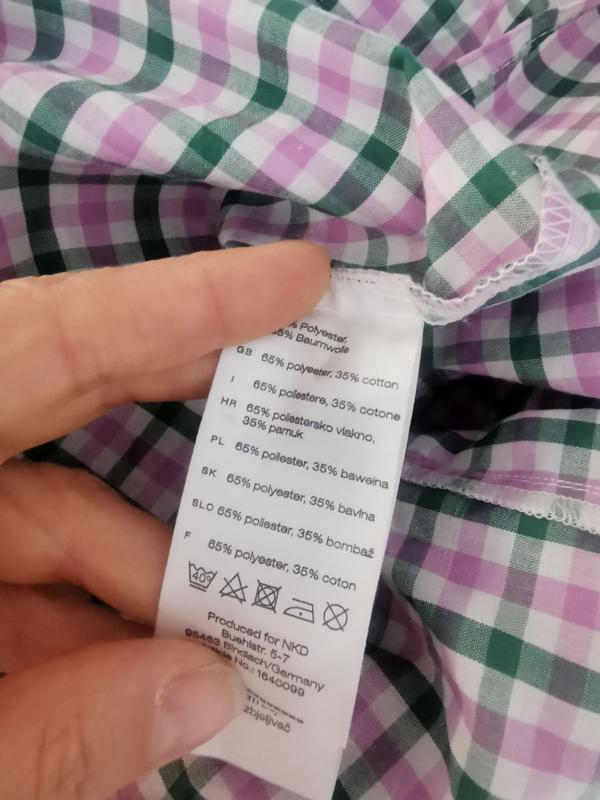 % Polyester,
35% Baumwolle
GB 65% polyester, 35% cotton
I 65% poliestere, 35% cotone
HR 65% poliestersko vlakno,
35% pamuk
PL 65% poliester, 35% bawełna
SK 65% polyester, 35% bavlna
SLO 65% poliester, 35% bombaž
F 65% polyester, 35% coton
40°
Produced for NKD
Buehlstr. 5-7
95463 Bindlach/Germany
No.: 1640099